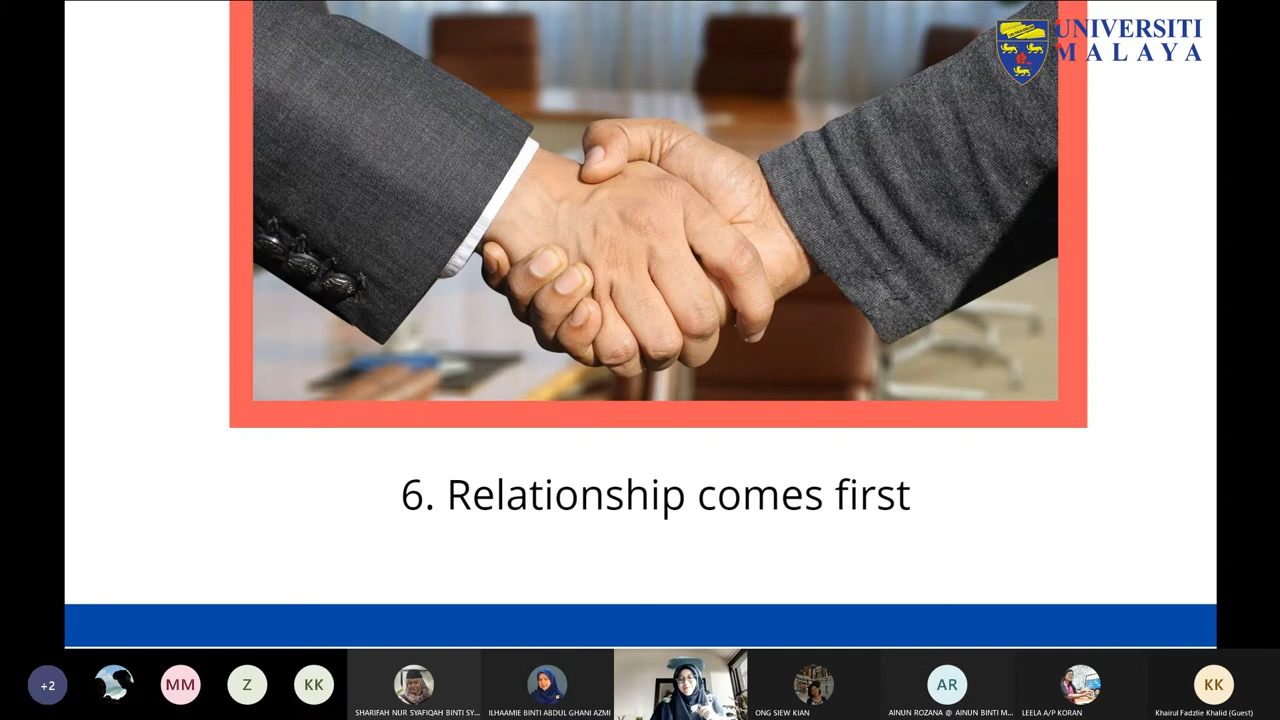 UNIVERSITI
MALAYA
6. Relationship comes first
+2
MM
Z
KK
SHARIFAH NUR SYAFIQAH BINTI SY...
ILHAAMIE BINTI ABDUL GHANI AZMI
ONG SIEW KIAN
AR
AINUN ROZANA @ AINUN BINTI M...
LEELA A/P KORAN
KK
Khairul Fadzlie Khalid (Guest)